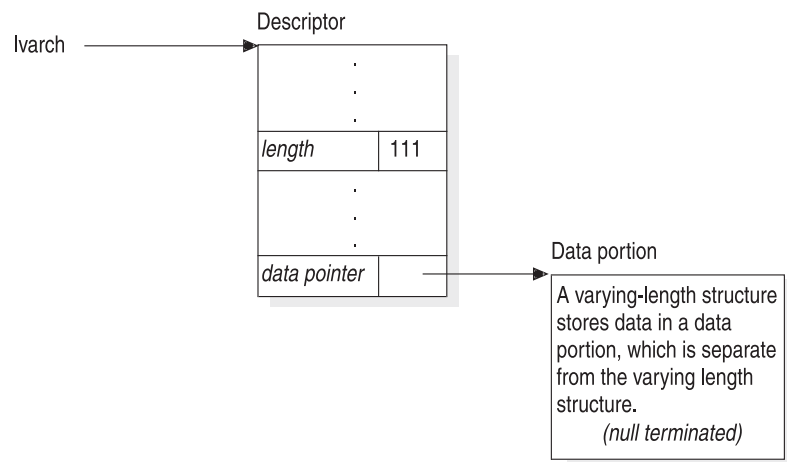 Descriptor
lvarch
.
.
.
length 111
.
.
.
data pointer
Data portion
A varying-length structure
stores data in a data
portion, which is separate
from the varying length
structure.
(null terminated)